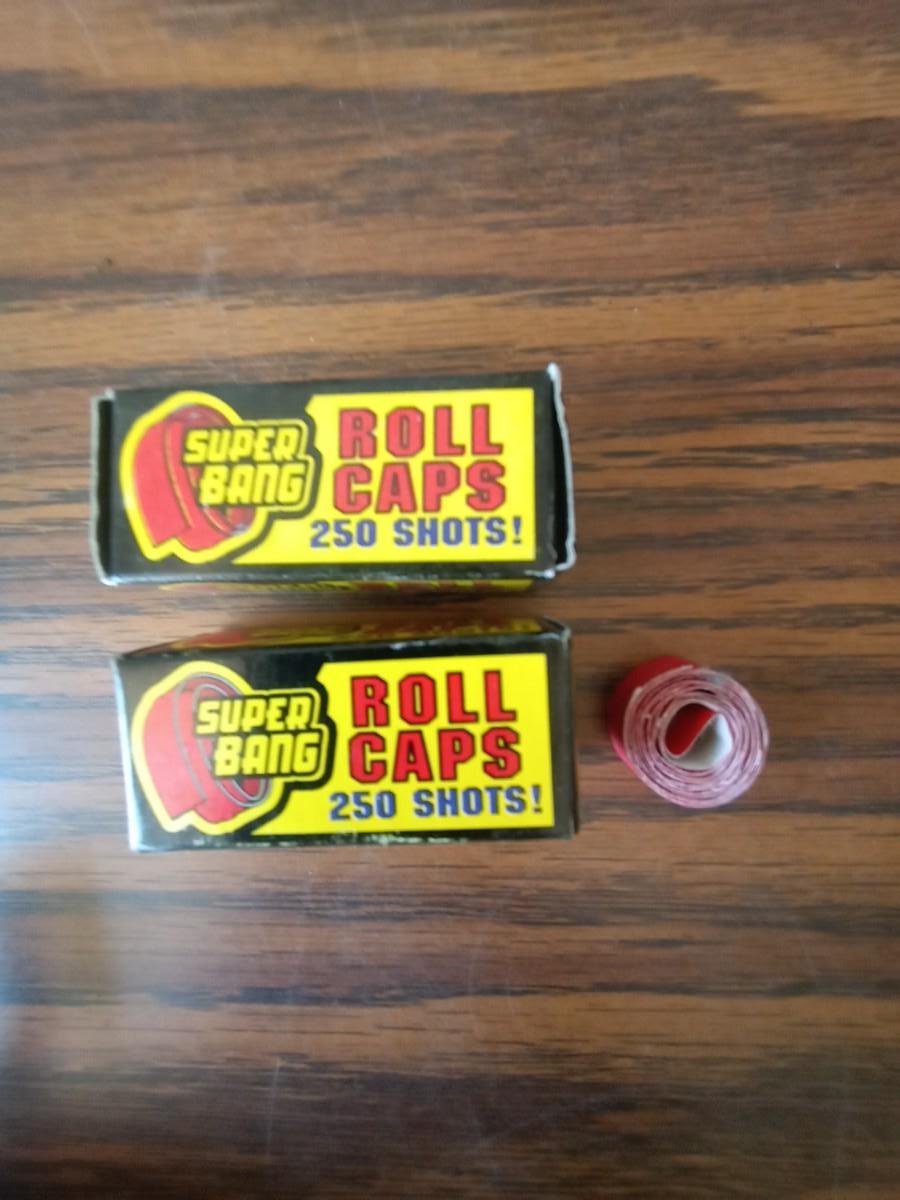 SUPER
BANG
ROLL
CAPS
250 SHOTS!
SUPER
BANG
ROLL
CAPS
250 SHOTS!